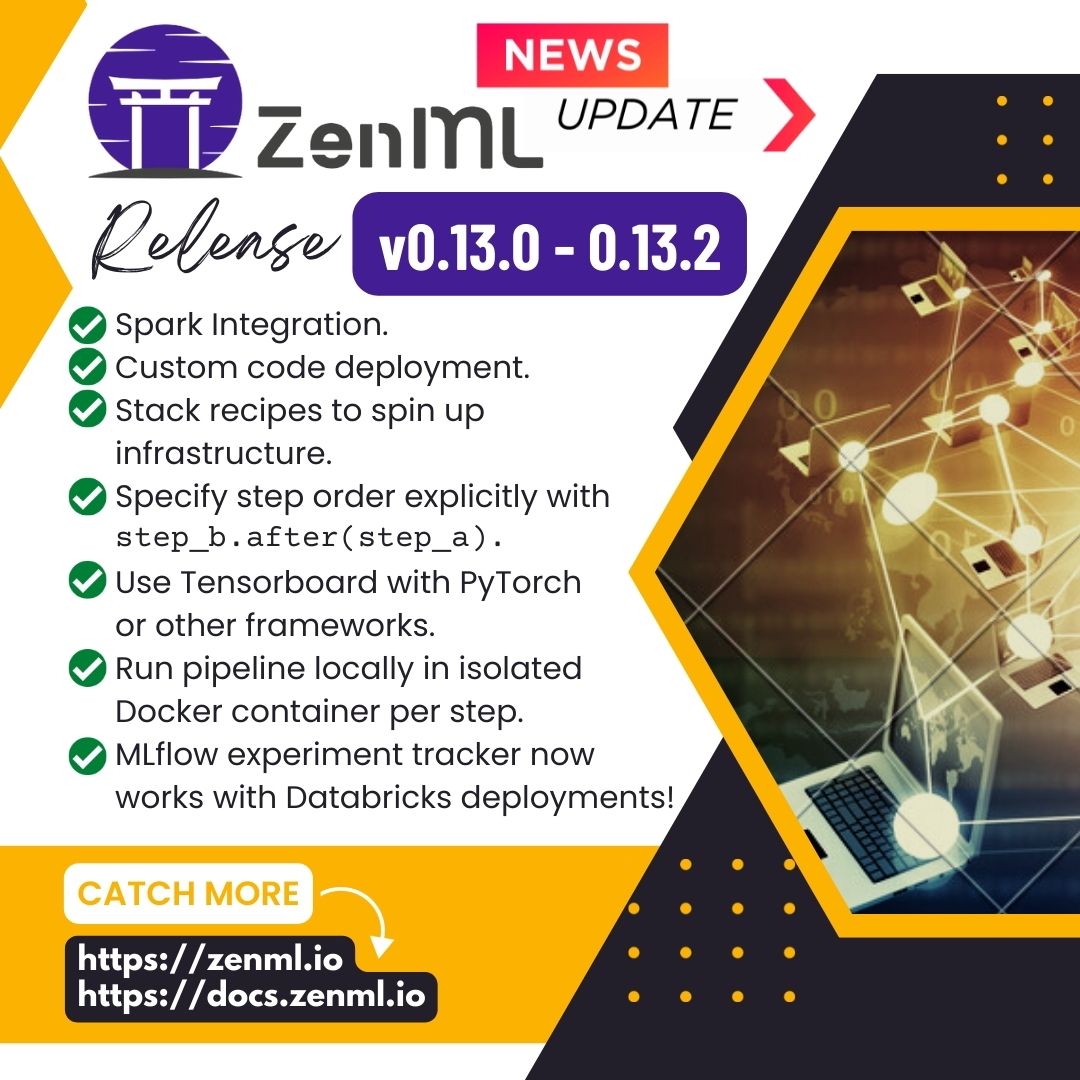 NEWS
UPDATE
ZenML
Release v0.13.0 - 0.13.2
Spark Integration.
Custom code deployment.
Stack recipes to spin up
infrastructure.
Specify step order explicitly with
step_b.after(step_a).
Use Tensorboard with PyTorch
or other frameworks.
Run pipeline locally in isolated
Docker container per step.
MLflow experiment tracker now
works with Databricks deployments!
CATCH MORE
https://zenml.io
https://docs.zenml.io